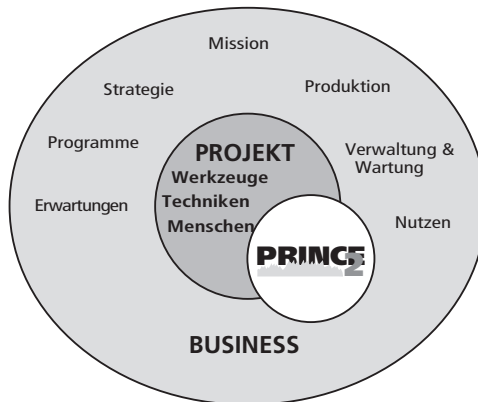 Mission
Strategie
Produktion
Programme
PROJEKT
Verwaltung &
Wartung
Werkzeuge
Erwartungen
Techniken
Menschen
Nutzen
PRINCE2
BUSINESS